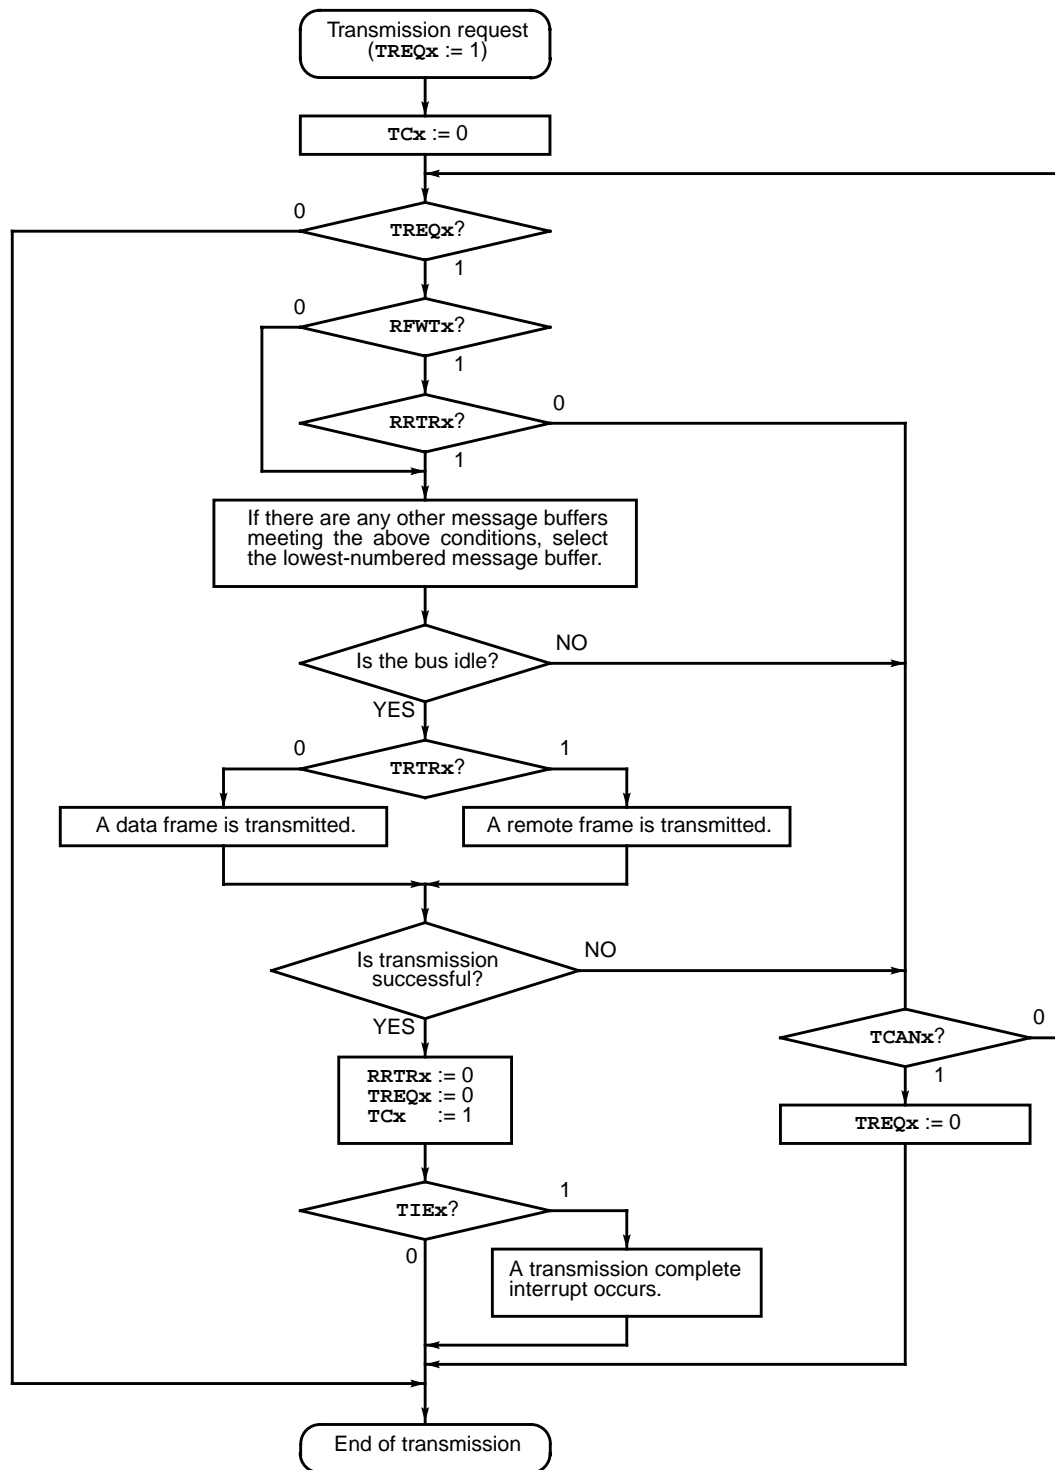 Transmission request
(TREQx := 1)
TCx := 0
0
TREQx?
1
0
RFWTx?
1
RRTRx?
0
1
If there are any other message buffers
meeting the above conditions, select
the lowest-numbered message buffer.
Is the bus idle?
NO
YES
0
TRTRx?
1
A data frame is transmitted.
A remote frame is transmitted.
Is transmission
successful?
NO
YES
TCANx?
0
1
RRTRx := 0
TREQx := 0
TCx := 1
TREQx := 0
TIEx?
1
0
A transmission complete
interrupt occurs.
End of transmission